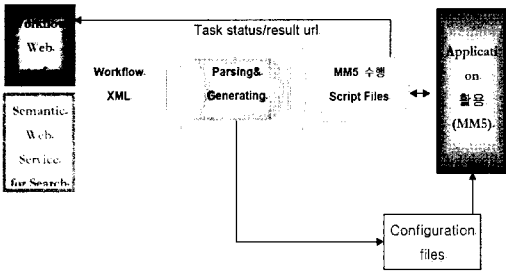 Workflow
Web
Task status/result url
Workflow
XML
Parsing&
Generating
MM5 수행
Script Files
Applicati
on
활용
(MM5)
Semantic
Web
Service
for Search
Configuration
files